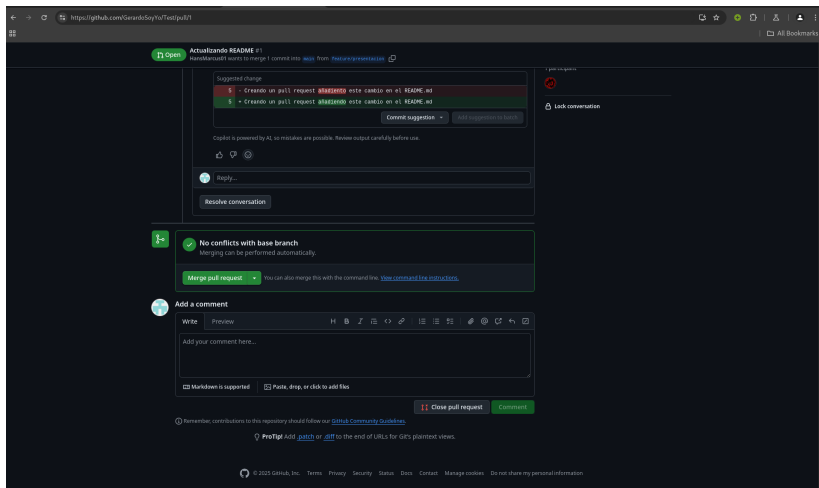 https://github.com/GerardoSoyYo/Test/pull/1
All Bookmarks
Open
Actualizando README #1
HansMarcus01 wants to merge 1 commit into main from feature/presentacion
1 participant
Suggested change
5 - Creando un pull request añadiento este cambio en el README.md
5 + Creando un pull request añadiendo este cambio en el README.md
Commit suggestion
Add suggestion to batch
Copilot is powered by AI, so mistakes are possible. Review output carefully before use.
Lock conversation
Reply...
Resolve conversation
No conflicts with base branch
Merging can be performed automatically.
Merge pull request
You can also merge this with the command line. View command line instructions.
Add a comment
Write Preview
Add your comment here...
Markdown is supported
Paste, drop, or click to add files
Close pull request
Comment
Remember, contributions to this repository should follow our GitHub Community Guidelines.
ProTip! Add .patch or .diff to the end of URLs for Git's plaintext views.
© 2025 GitHub, Inc. Terms Privacy Security Status Docs Contact Manage cookies Do not share my personal information